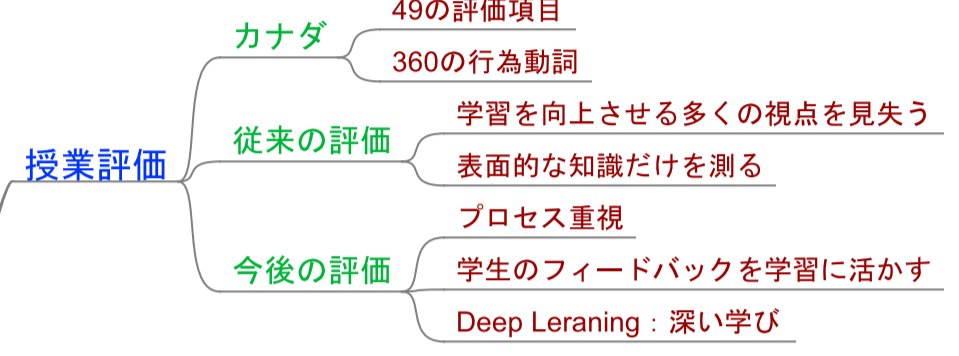 授業評価
カナダ
49の評価項目
360の行為動詞
従来の評価
学習を向上させる多くの視点を見失う
表面的な知識だけを測る
今後の評価
プロセス重視
学生のフィードバックを学習に活かす
Deep Leraning：深い学び